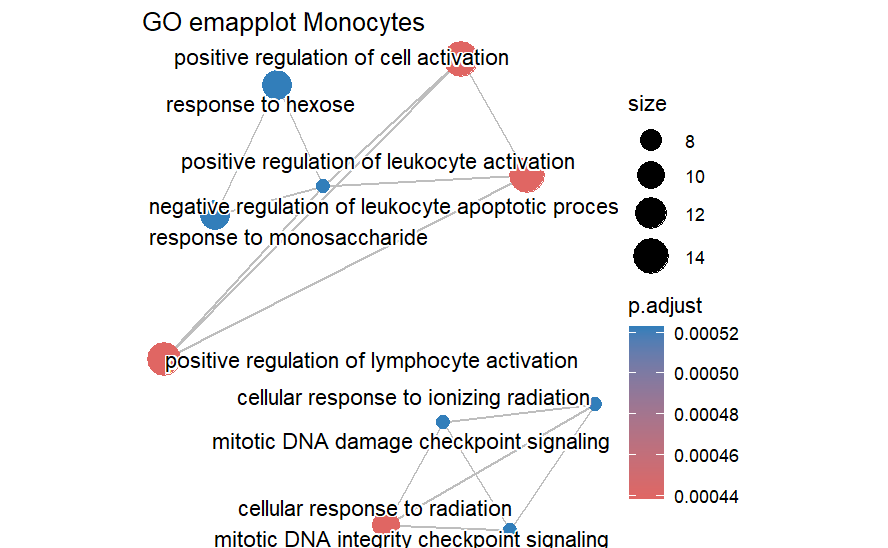 GO emapplot Monocytes
positive regulation of cell activation
response to hexose
positive regulation of leukocyte activation
negative regulation of leukocyte apoptotic proces
response to monosaccharide
positive regulation of lymphocyte activation
cellular response to ionizing radiation
mitotic DNA damage checkpoint signaling
cellular response to radiation
mitotic DNA integrity checkpoint signaling
size
8
10
12
14
p.adjust
0.00052
0.00050
0.00048
0.00046
0.00044